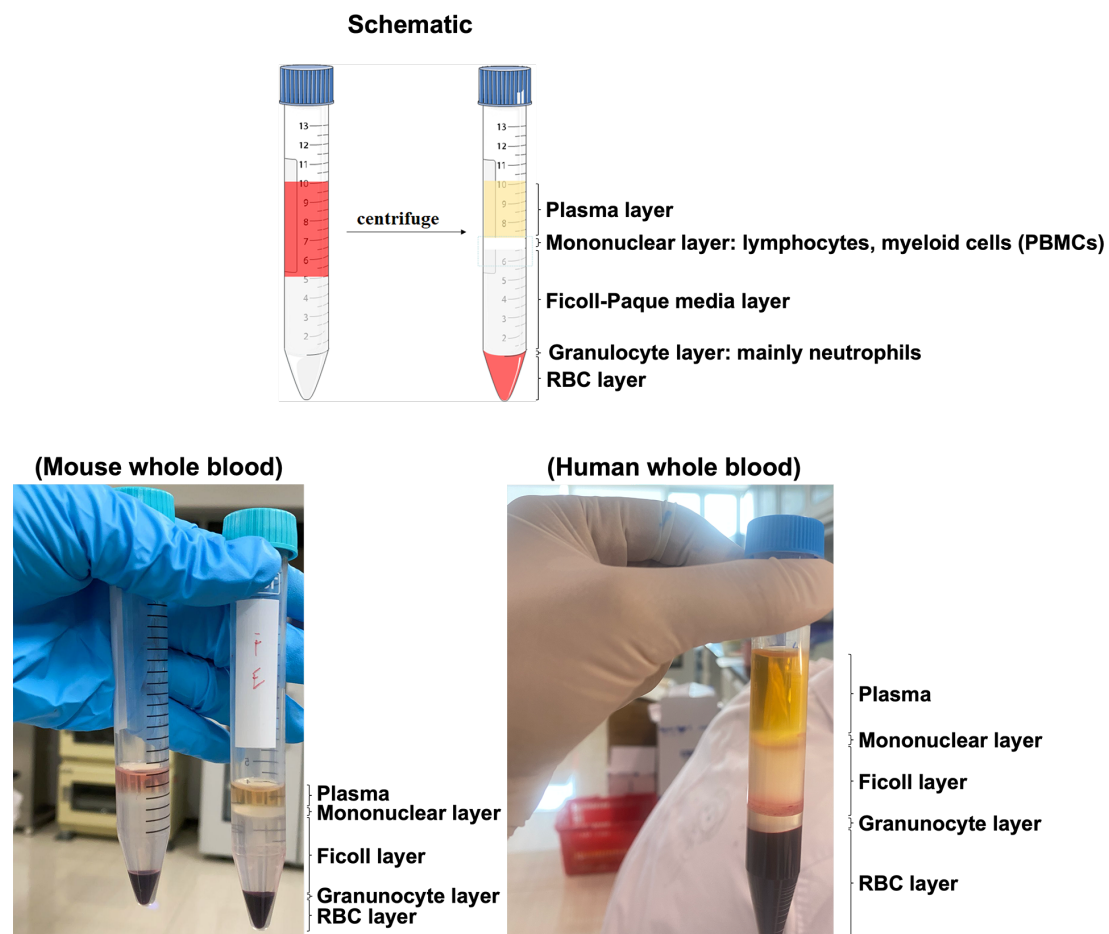 Schematic
13
12
11
10
9
8
7
6
5
4
3
2
centrifuge
13
12
11
10
9
8
7
6
5
4
3
2
Plasma layer
Mononuclear layer: lymphocytes, myeloid cells (PBMCs)
Ficoll-Paque media layer
Granulocyte layer: mainly neutrophils
RBC layer
(Mouse whole blood)
(Human whole blood)
Plasma
Mononuclear layer
Ficoll layer
Granunocyte layer
RBC layer
Plasma
Mononuclear layer
Ficoll layer
Granunocyte layer
RBC layer